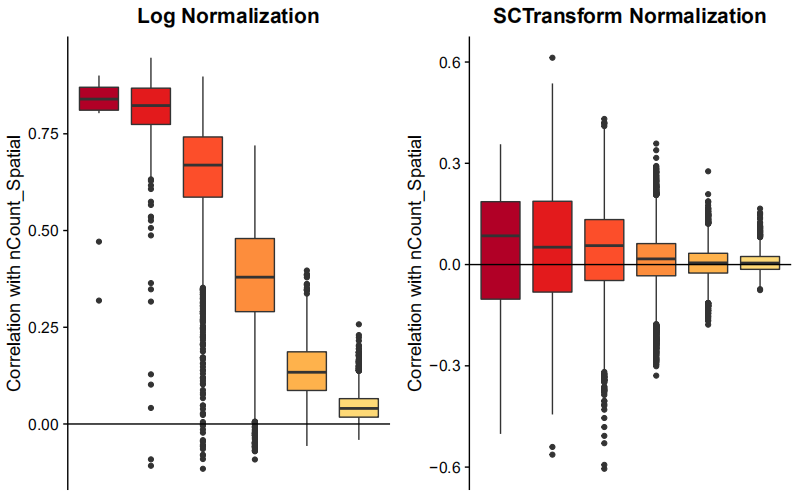 Log Normalization
Correlation with nCount_Spatial
0.75
0.50
0.25
0.00
SCTransform Normalization
Correlation with nCount_Spatial
0.6
0.3
0.0
−0.3
−0.6